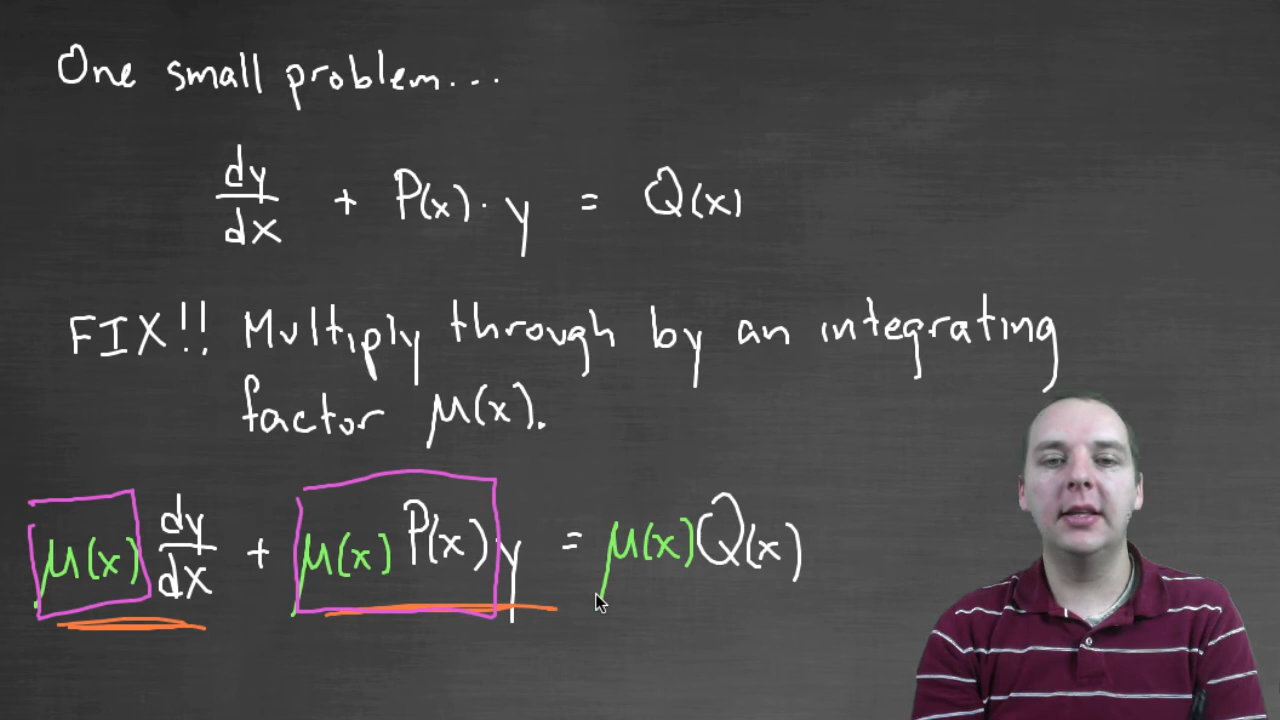 One small problem...
dy/dx + P(x)·y = Q(x)
FIX!! Multiply through by an integrating
factor μ(x).
μ(x) dy/dx + μ(x) P(x) y = μ(x) Q(x)